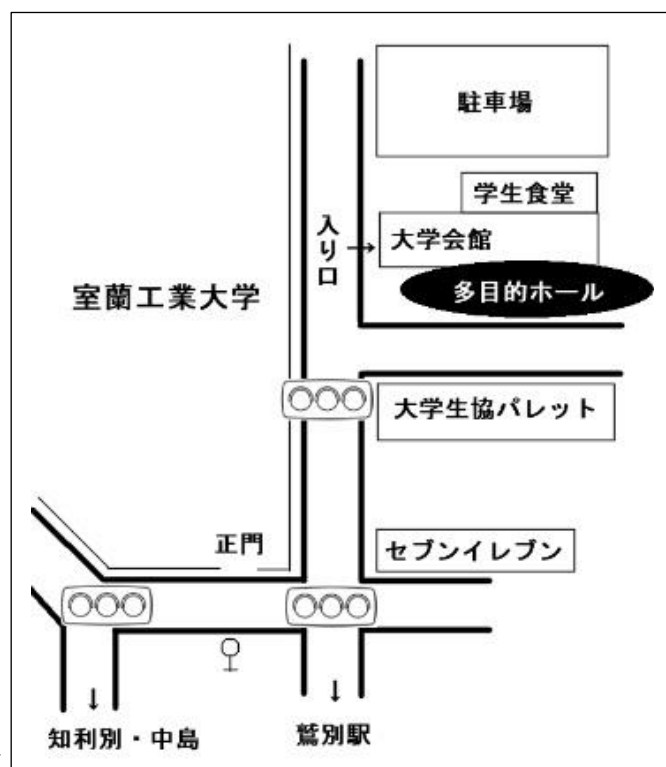 駐車場
学生食堂
入り口
大学会館
多目的ホール
室蘭工業大学
大学生協パレット
正門
セブンイレブン
知利別・中島
鷲別駅